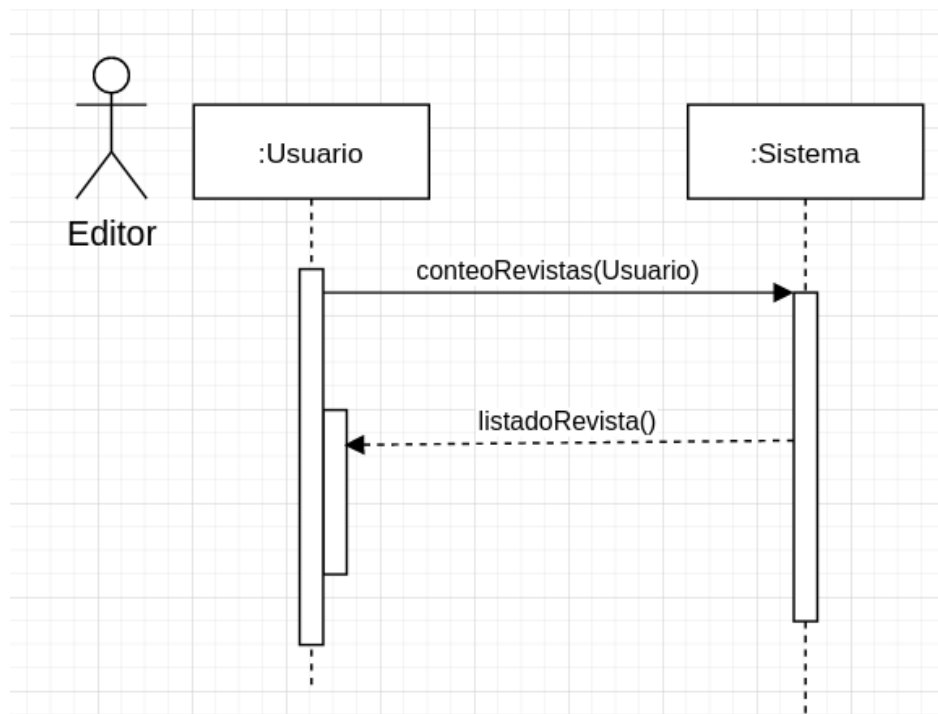 :Usuario
:Sistema
Editor
conteoRevistas(Usuario)
listadoRevista()